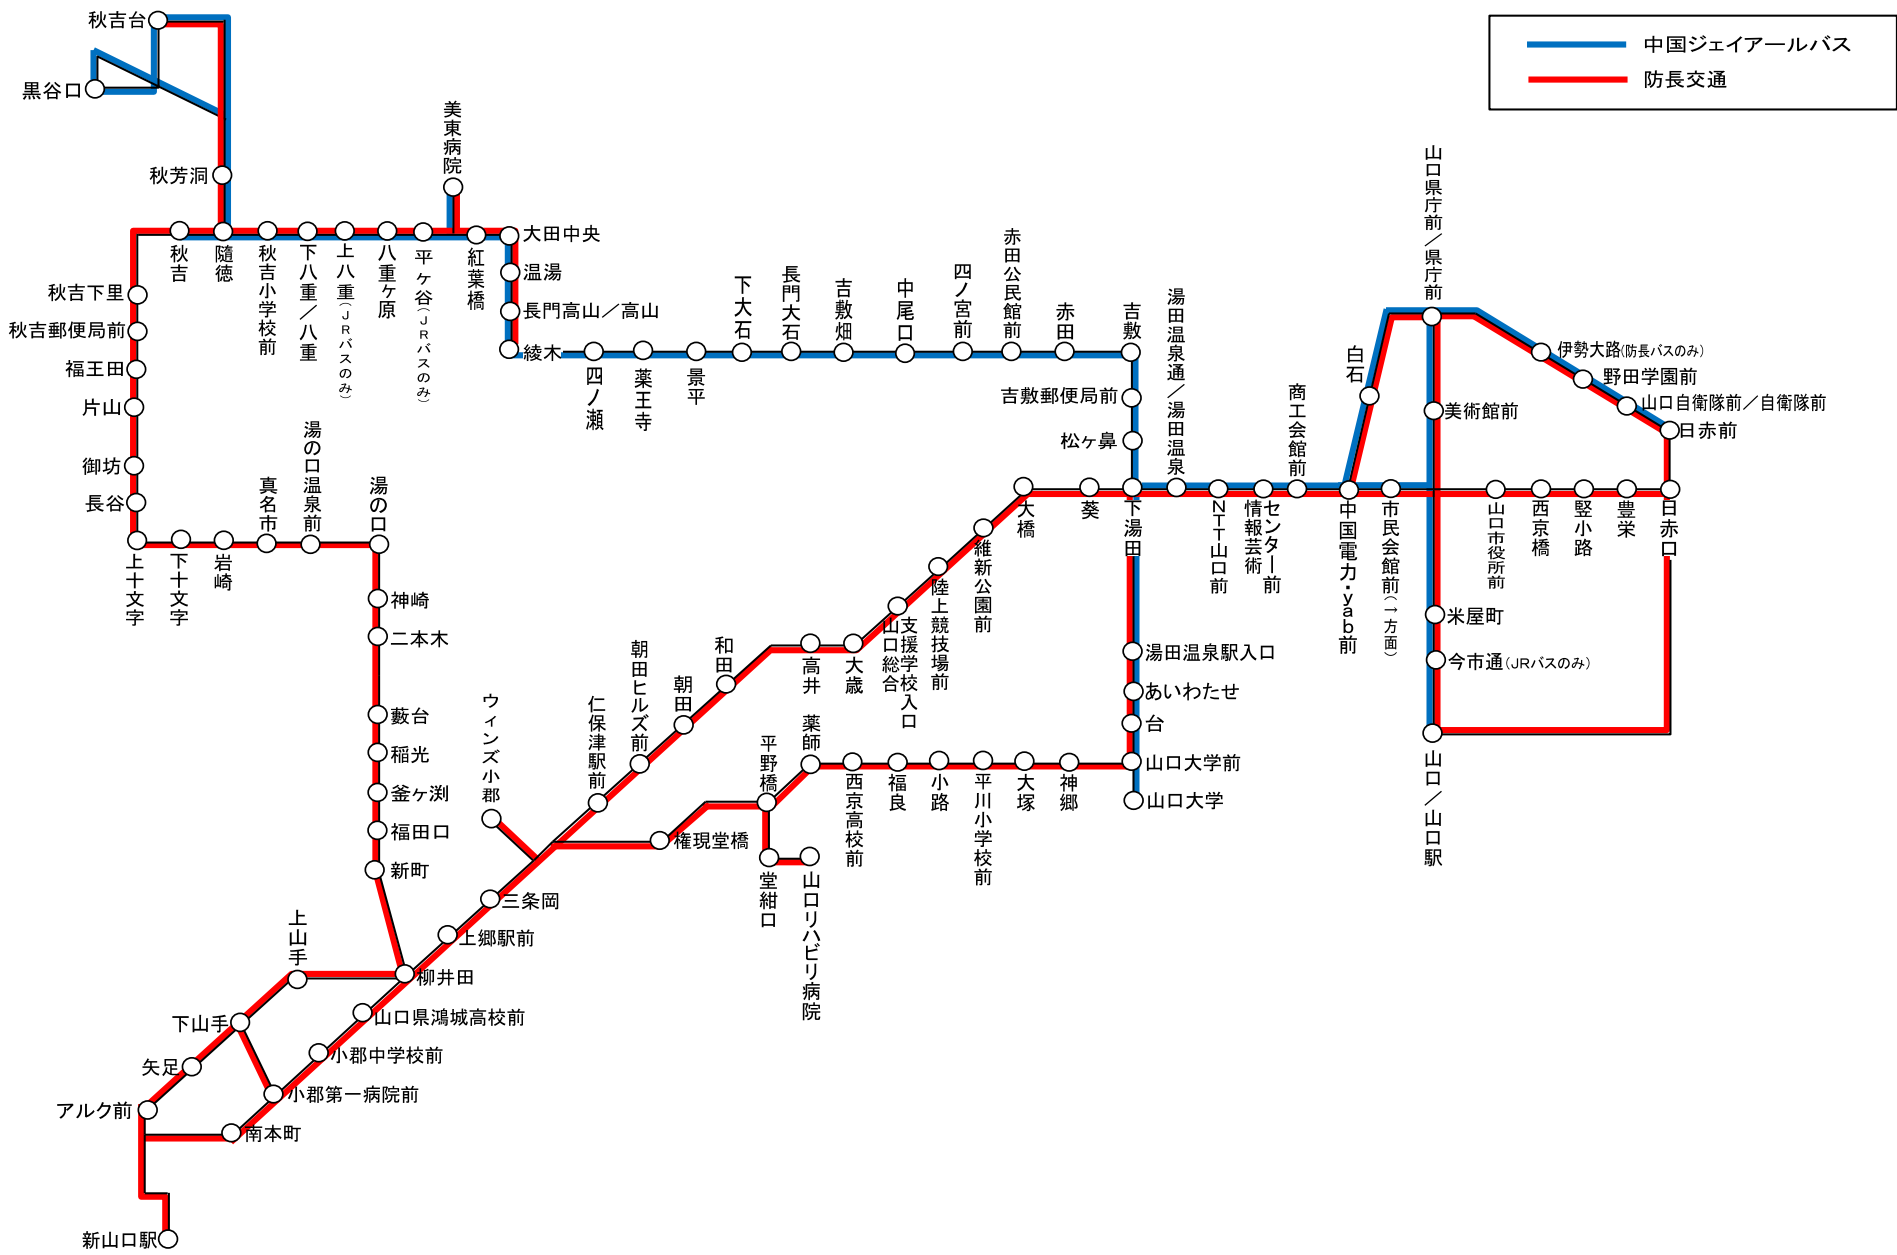 中国ジェイアールバス
防長交通
秋吉台
黒谷口
秋芳洞
美東病院
秋吉
随徳
秋吉小学校前
下八重／八重
上八重(ＪＲバスのみ)
八重ヶ原
平ヶ谷(ＪＲバスのみ)
紅葉橋
大田中央
温湯
長門高山／高山
綾木
四ノ瀬
薬王寺
景平
下大石
長門大石
吉敷畑
中尾口
四ノ宮前
赤田公民館前
赤田
吉敷
吉敷郵便局前
松ヶ鼻
湯田温泉通／湯田温泉
商工会館前
白石
山口県庁前／県庁前
伊勢大路(防長バスのみ)
野田学園前
山口自衛隊前／自衛隊前
日赤前
美術館前
秋吉下里
秋吉郵便局前
福王田
片山
御坊
長谷
上十文字
下十文字
岩崎
真名市
湯の口温泉前
湯の口
神崎
二本木
藪台
稲光
釜ヶ渕
福田口
新町
大橋
葵
下湯田
ＮＴＴ山口前
情報芸術センター前
中国電力・ｙａｂ前
市民会館前(→方面)
山口市役所前
西京橋
竪小路
豊栄
日赤口
米屋町
今市通(ＪＲバスのみ)
山口／山口駅
維新公園前
陸上競技場前
山口総合支援学校入口
大歳
高井
和田
朝田
朝田ヒルズ前
仁保津駅前
ウィンズ小郡
湯田温泉駅入口
あいわたせ
台
山口大学前
山口大学
神郷
大塚
平川小学校前
小路
福良
西京高校前
薬師
平野橋
権現堂橋
堂紺口
山口リハビリ病院
三条岡
上郷駅前
柳井田
山口県鴻城高校前
小郡中学校前
小郡第一病院前
南本町
上山手
下山手
矢足
アルク前
新山口駅